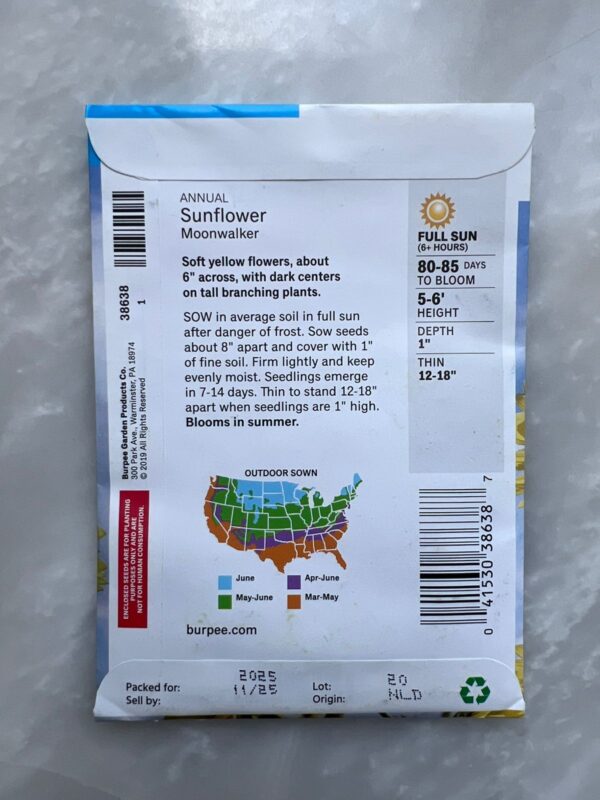 ANNUAL
Sunflower
Moonwalker
Soft yellow flowers, about
6" across, with dark centers
on tall branching plants.
SOW in average soil in full sun
after danger of frost. Sow seeds
about 8" apart and cover with 1"
of fine soil. Firm lightly and keep
evenly moist. Seedlings emerge
in 7-14 days. Thin to stand 12-18"
apart when seedlings are 1" high.
Blooms in summer.
FULL SUN
(6+ HOURS)
80-85 DAYS
TO BLOOM
5-6'
HEIGHT
DEPTH
1"
THIN
12-18"
38638
1
Burpee Garden Products Co.
300 Park Ave., Warminster, PA 18974
© 2019 All Rights Reserved
ENCLOSED SEEDS ARE FOR PLANTING
PURPOSES ONLY AND ARE
NOT FOR HUMAN CONSUMPTION.
OUTDOOR SOWN
June
Apr-June
May-June
Mar-May
burpee.com
0 41530 38638 7
Packed for: 2025
Sell by: 11/25
Lot: 20
Origin: NLD